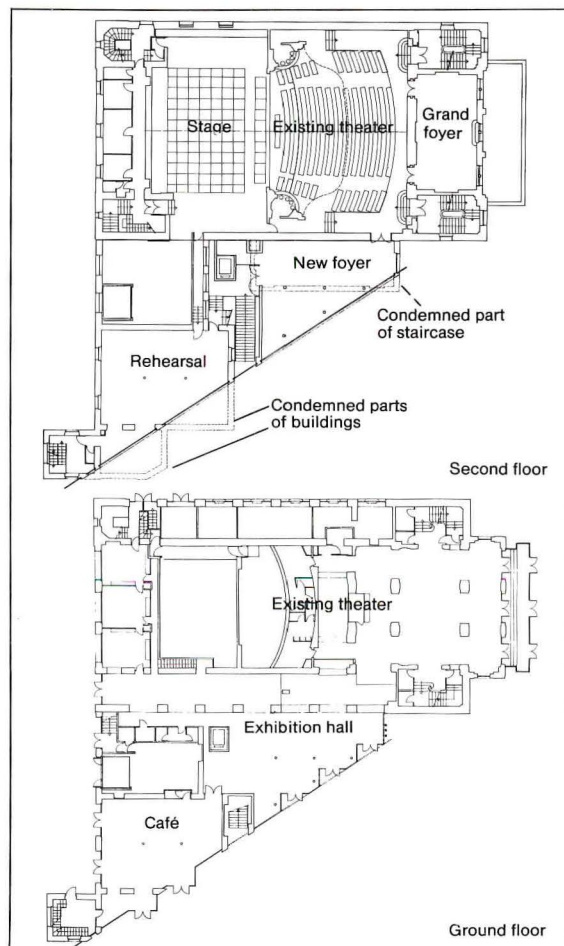 Stage
Existing theater
Grand
foyer
New foyer
Condemned part
of staircase
Rehearsal
Condemned parts
of buildings
Second floor
Existing theater
Exhibition hall
Café
Ground floor